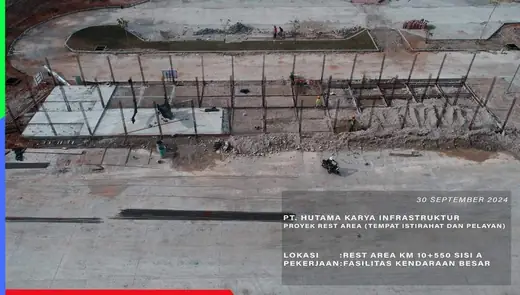 30 SEPTEMBER 2024
PT. HUTAMA KARYA INFRASTRUKTUR
PROYEK REST AREA (TEMPAT ISTIRAHAT DAN PELAYAN)
LOKASI :REST AREA KM 10+550 SISI A
PEKERJAAN:FASILITAS KENDARAAN BESAR